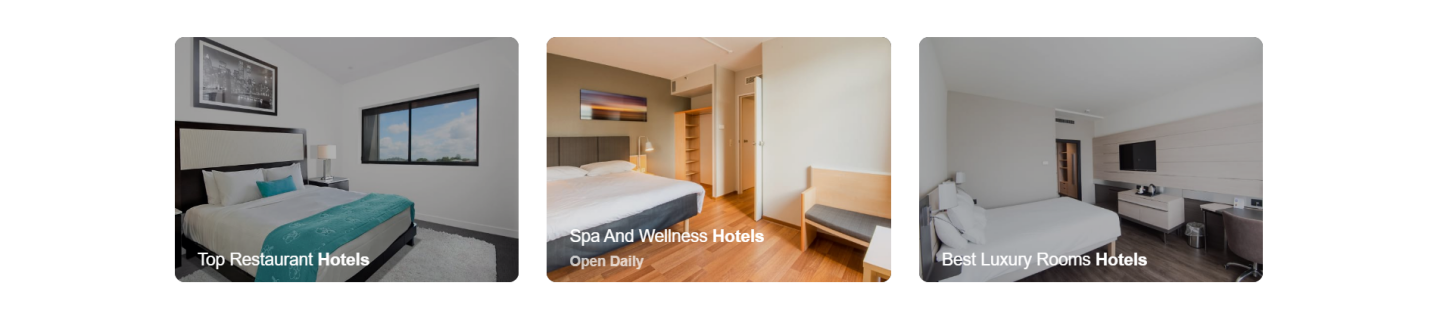 Top Restaurant Hotels
Spa And Wellness Hotels
Open Daily
Best Luxury Rooms Hotels